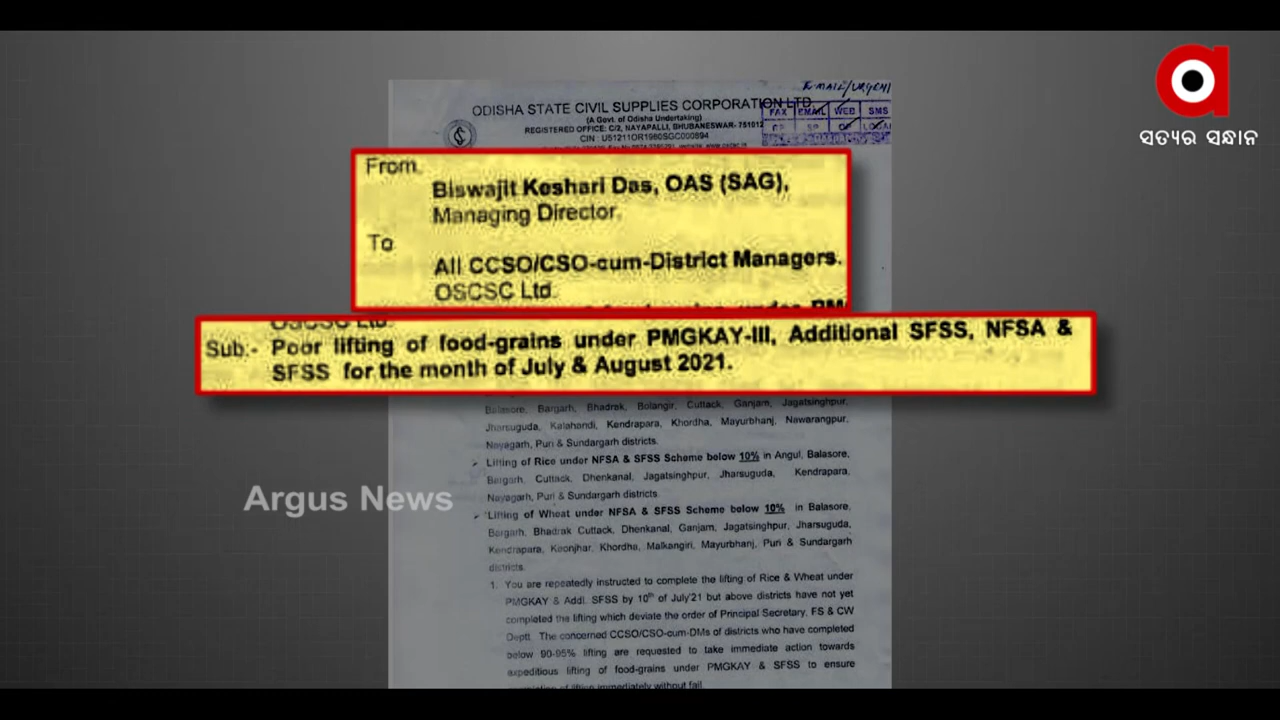 E-MAIL/URGENT
ODISHA STATE CIVIL SUPPLIES CORPORATION LTD.
(A Govt. of Odisha Undertaking)
REGISTERED OFFICE: C/2, NAYAPALLI, BHUBANESWAR- 751012
CIN : U51211OR1980SGC000894
FAX EMAIL WEB SMS
SP
ସତ୍ୟର ସନ୍ଧାନ
From.
Biswajit Keshari Das, OAS (SAG),
Managing Director.
To
All CCSO/CSO-cum-District Managers.
OSCSC Ltd.
Sub:- Poor lifting of food-grains under PMGKAY-III, Additional SFSS, NFSA &
SFSS for the month of July & August 2021.
Balasore, Bargarh, Bhadrak, Bolangir, Cuttack, Ganjam, Jagatsinghpur,
Jharsuguda, Kalahandi, Kendrapara, Khordha, Mayurbhanj, Nawarangpur,
Nayagarh, Puri & Sundargarh districts.
➢ Lifting of Rice under NFSA & SFSS Scheme below 10% in Angul, Balasore,
Bargarh, Cuttack, Dhenkanal, Jagatsinghpur, Jharsuguda, Kendrapara,
Nayagarh, Puri & Sundargarh districts.
➢ Lifting of Wheat under NFSA & SFSS Scheme below 10% in Balasore,
Bargarh, Bhadrak Cuttack, Dhenkanal, Ganjam, Jagatsinghpur, Jharsuguda,
Kendrapara, Keonjhar, Khordha, Malkangiri, Mayurbhanj, Puri & Sundargarh
districts.
1. You are repeatedly instructed to complete the lifting of Rice & Wheat under
PMGKAY & Addl. SFSS by 10th of July'21 but above districts have not yet
completed the lifting which deviate the order of Principal Secretary, FS & CW
Deptt. The concerned CCSO/CSO-cum-DMs of districts who have completed
below 90-95% lifting are requested to take immediate action towards
expeditious lifting of food-grains under PMGKAY & SFSS to ensure
of lifting immediately without fail.
Argus News